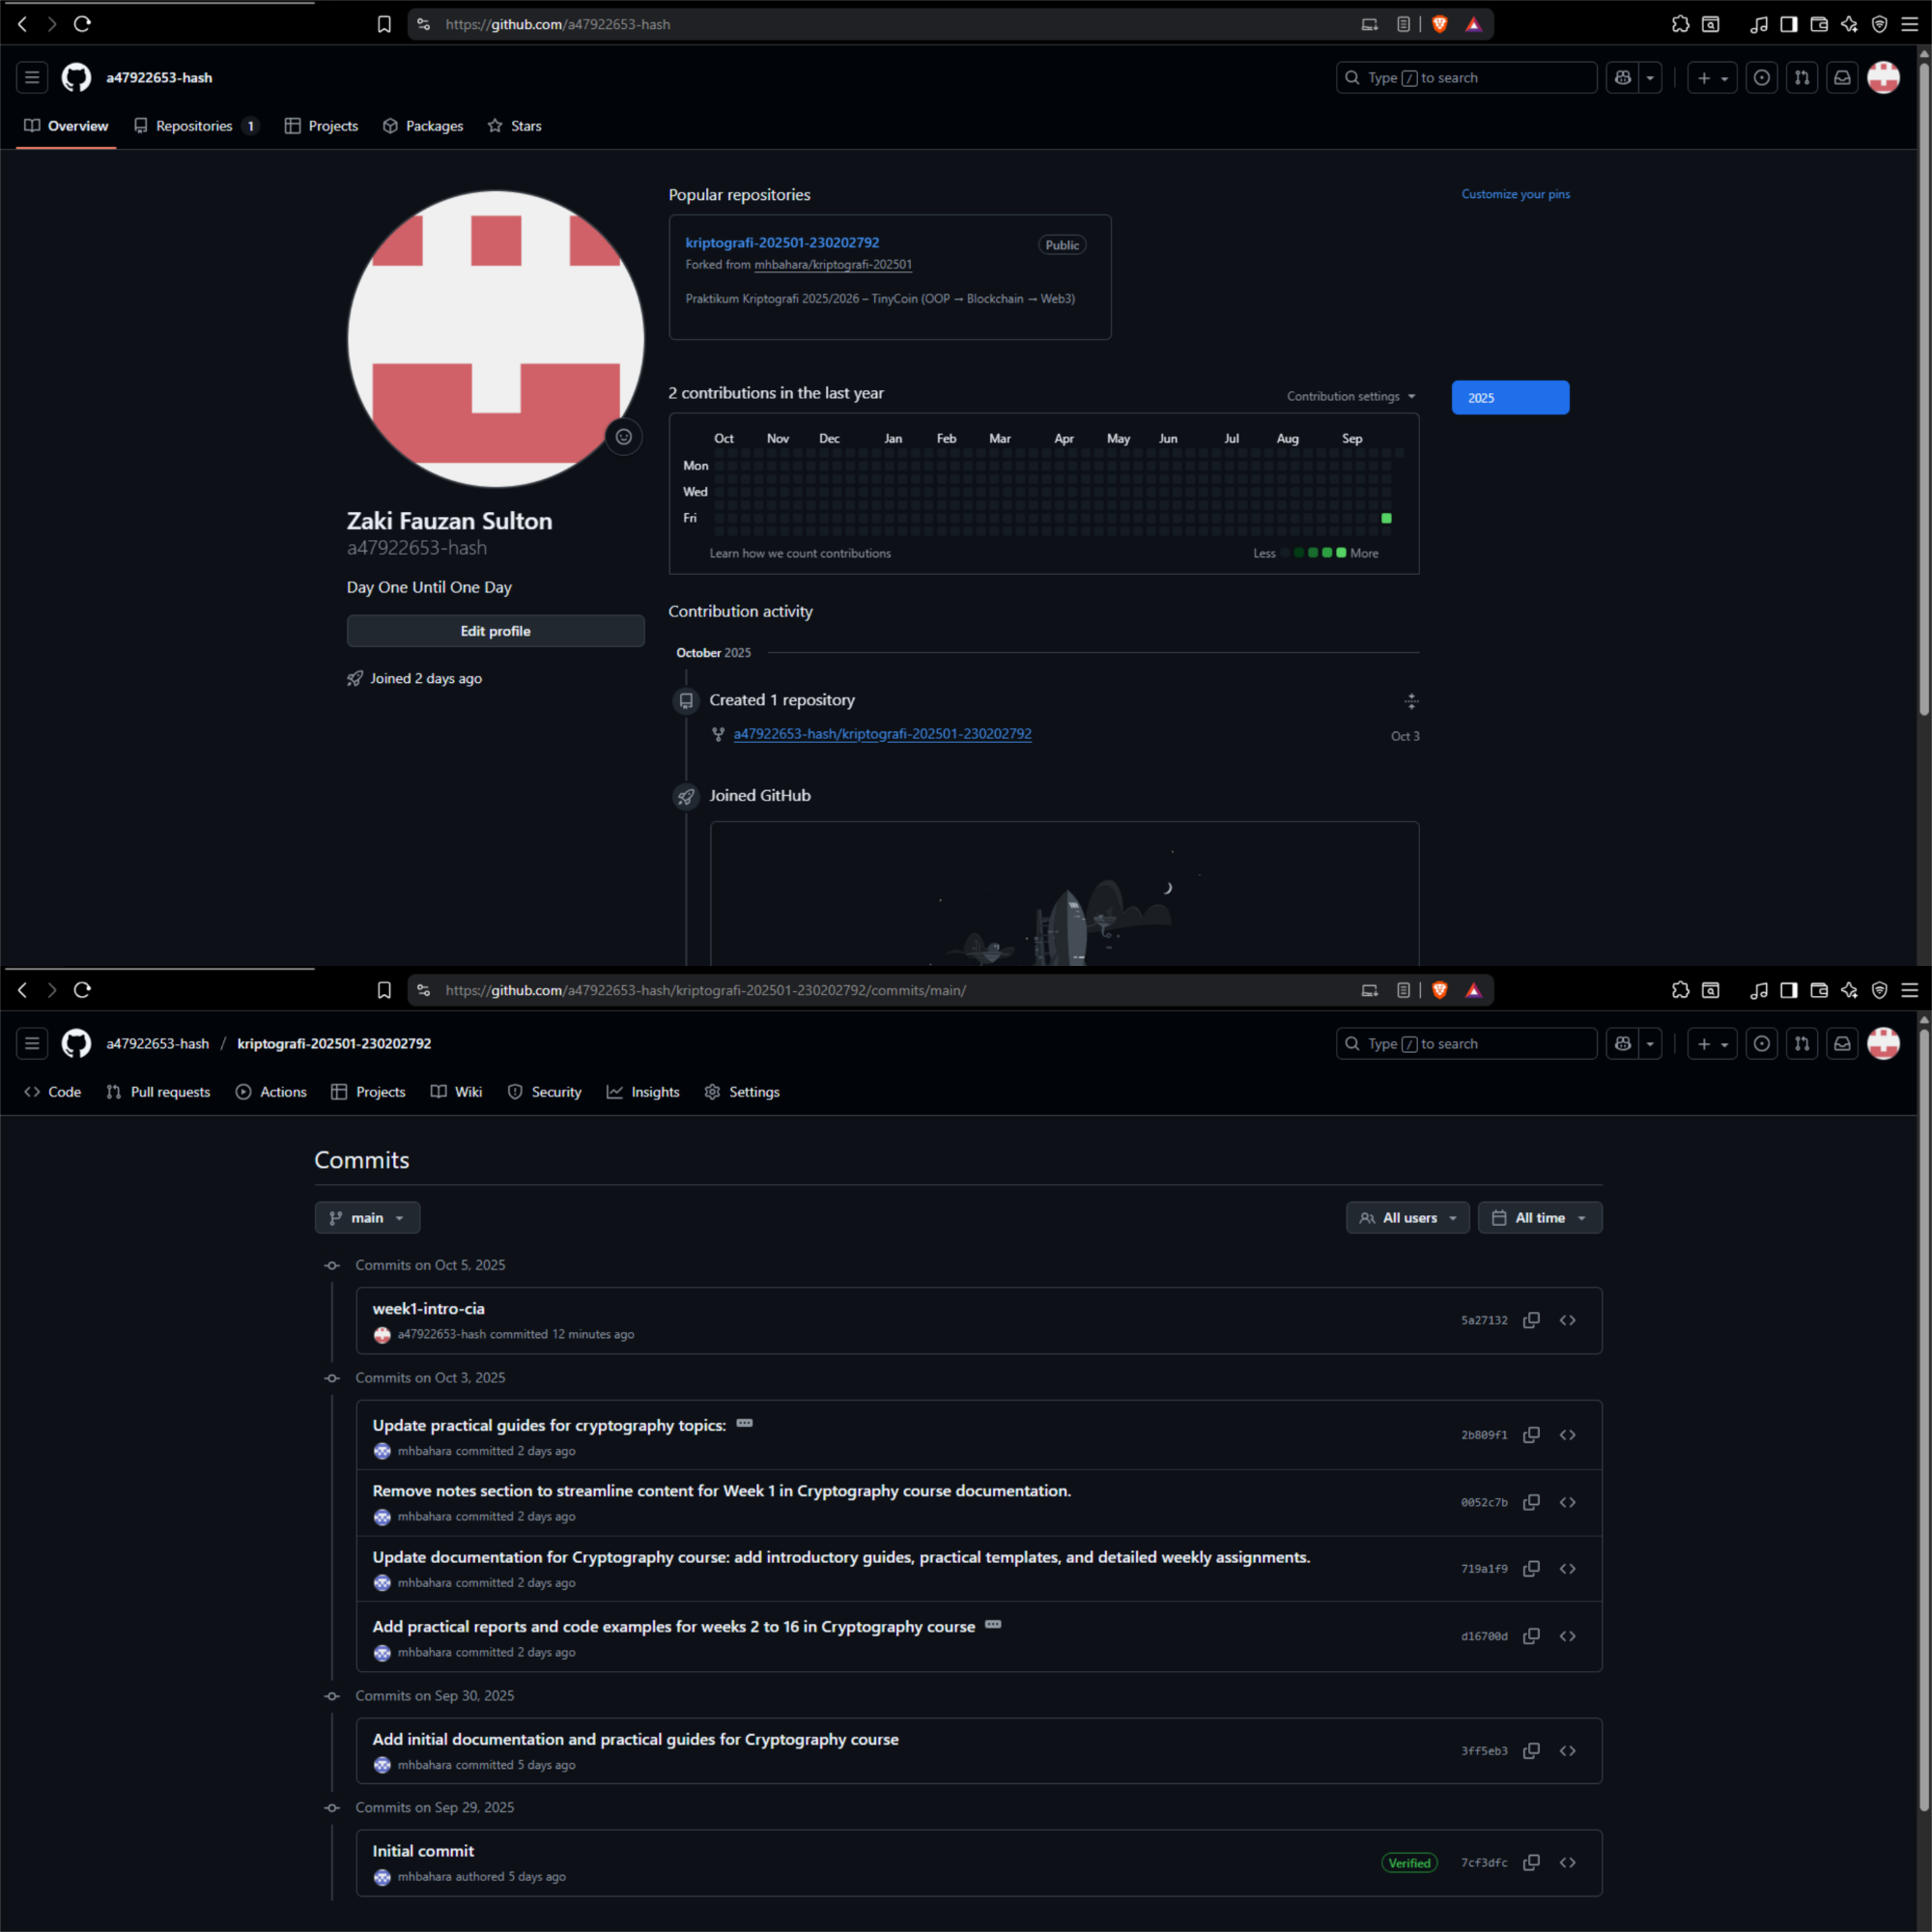 https://github.com/a47922653-hash
a47922653-hash
Type / to search
Overview
Repositories 1
Projects
Packages
Stars
Popular repositories
Customize your pins
kriptografi-202501-230202792
Public
Forked from mhbahara/kriptografi-202501
Praktikum Kriptografi 2025/2026 – TinyCoin (OOP → Blockchain → Web3)
2 contributions in the last year
Contribution settings
2025
Oct Nov Dec Jan Feb Mar Apr May Jun Jul Aug Sep
Mon
Wed
Fri
Learn how we count contributions
Less
More
Zaki Fauzan Sulton
a47922653-hash
Day One Until One Day
Edit profile
Joined 2 days ago
Contribution activity
October 2025
Created 1 repository
a47922653-hash/kriptografi-202501-230202792
Oct 3
Joined GitHub
https://github.com/a47922653-hash/kriptografi-202501-230202792/commits/main/
a47922653-hash / kriptografi-202501-230202792
Type / to search
Code
Pull requests
Actions
Projects
Wiki
Security
Insights
Settings
Commits
main
All users
All time
Commits on Oct 5, 2025
week1-intro-cia
a47922653-hash committed 12 minutes ago
5a27132
Commits on Oct 3, 2025
Update practical guides for cryptography topics:
mhbahara committed 2 days ago
2b809f1
Remove notes section to streamline content for Week 1 in Cryptography course documentation.
mhbahara committed 2 days ago
0052c7b
Update documentation for Cryptography course: add introductory guides, practical templates, and detailed weekly assignments.
mhbahara committed 2 days ago
719a1f9
Add practical reports and code examples for weeks 2 to 16 in Cryptography course
mhbahara committed 2 days ago
d16700d
Commits on Sep 30, 2025
Add initial documentation and practical guides for Cryptography course
mhbahara committed 5 days ago
3ff5eb3
Commits on Sep 29, 2025
Initial commit
mhbahara authored 5 days ago
Verified
7cf3dfc